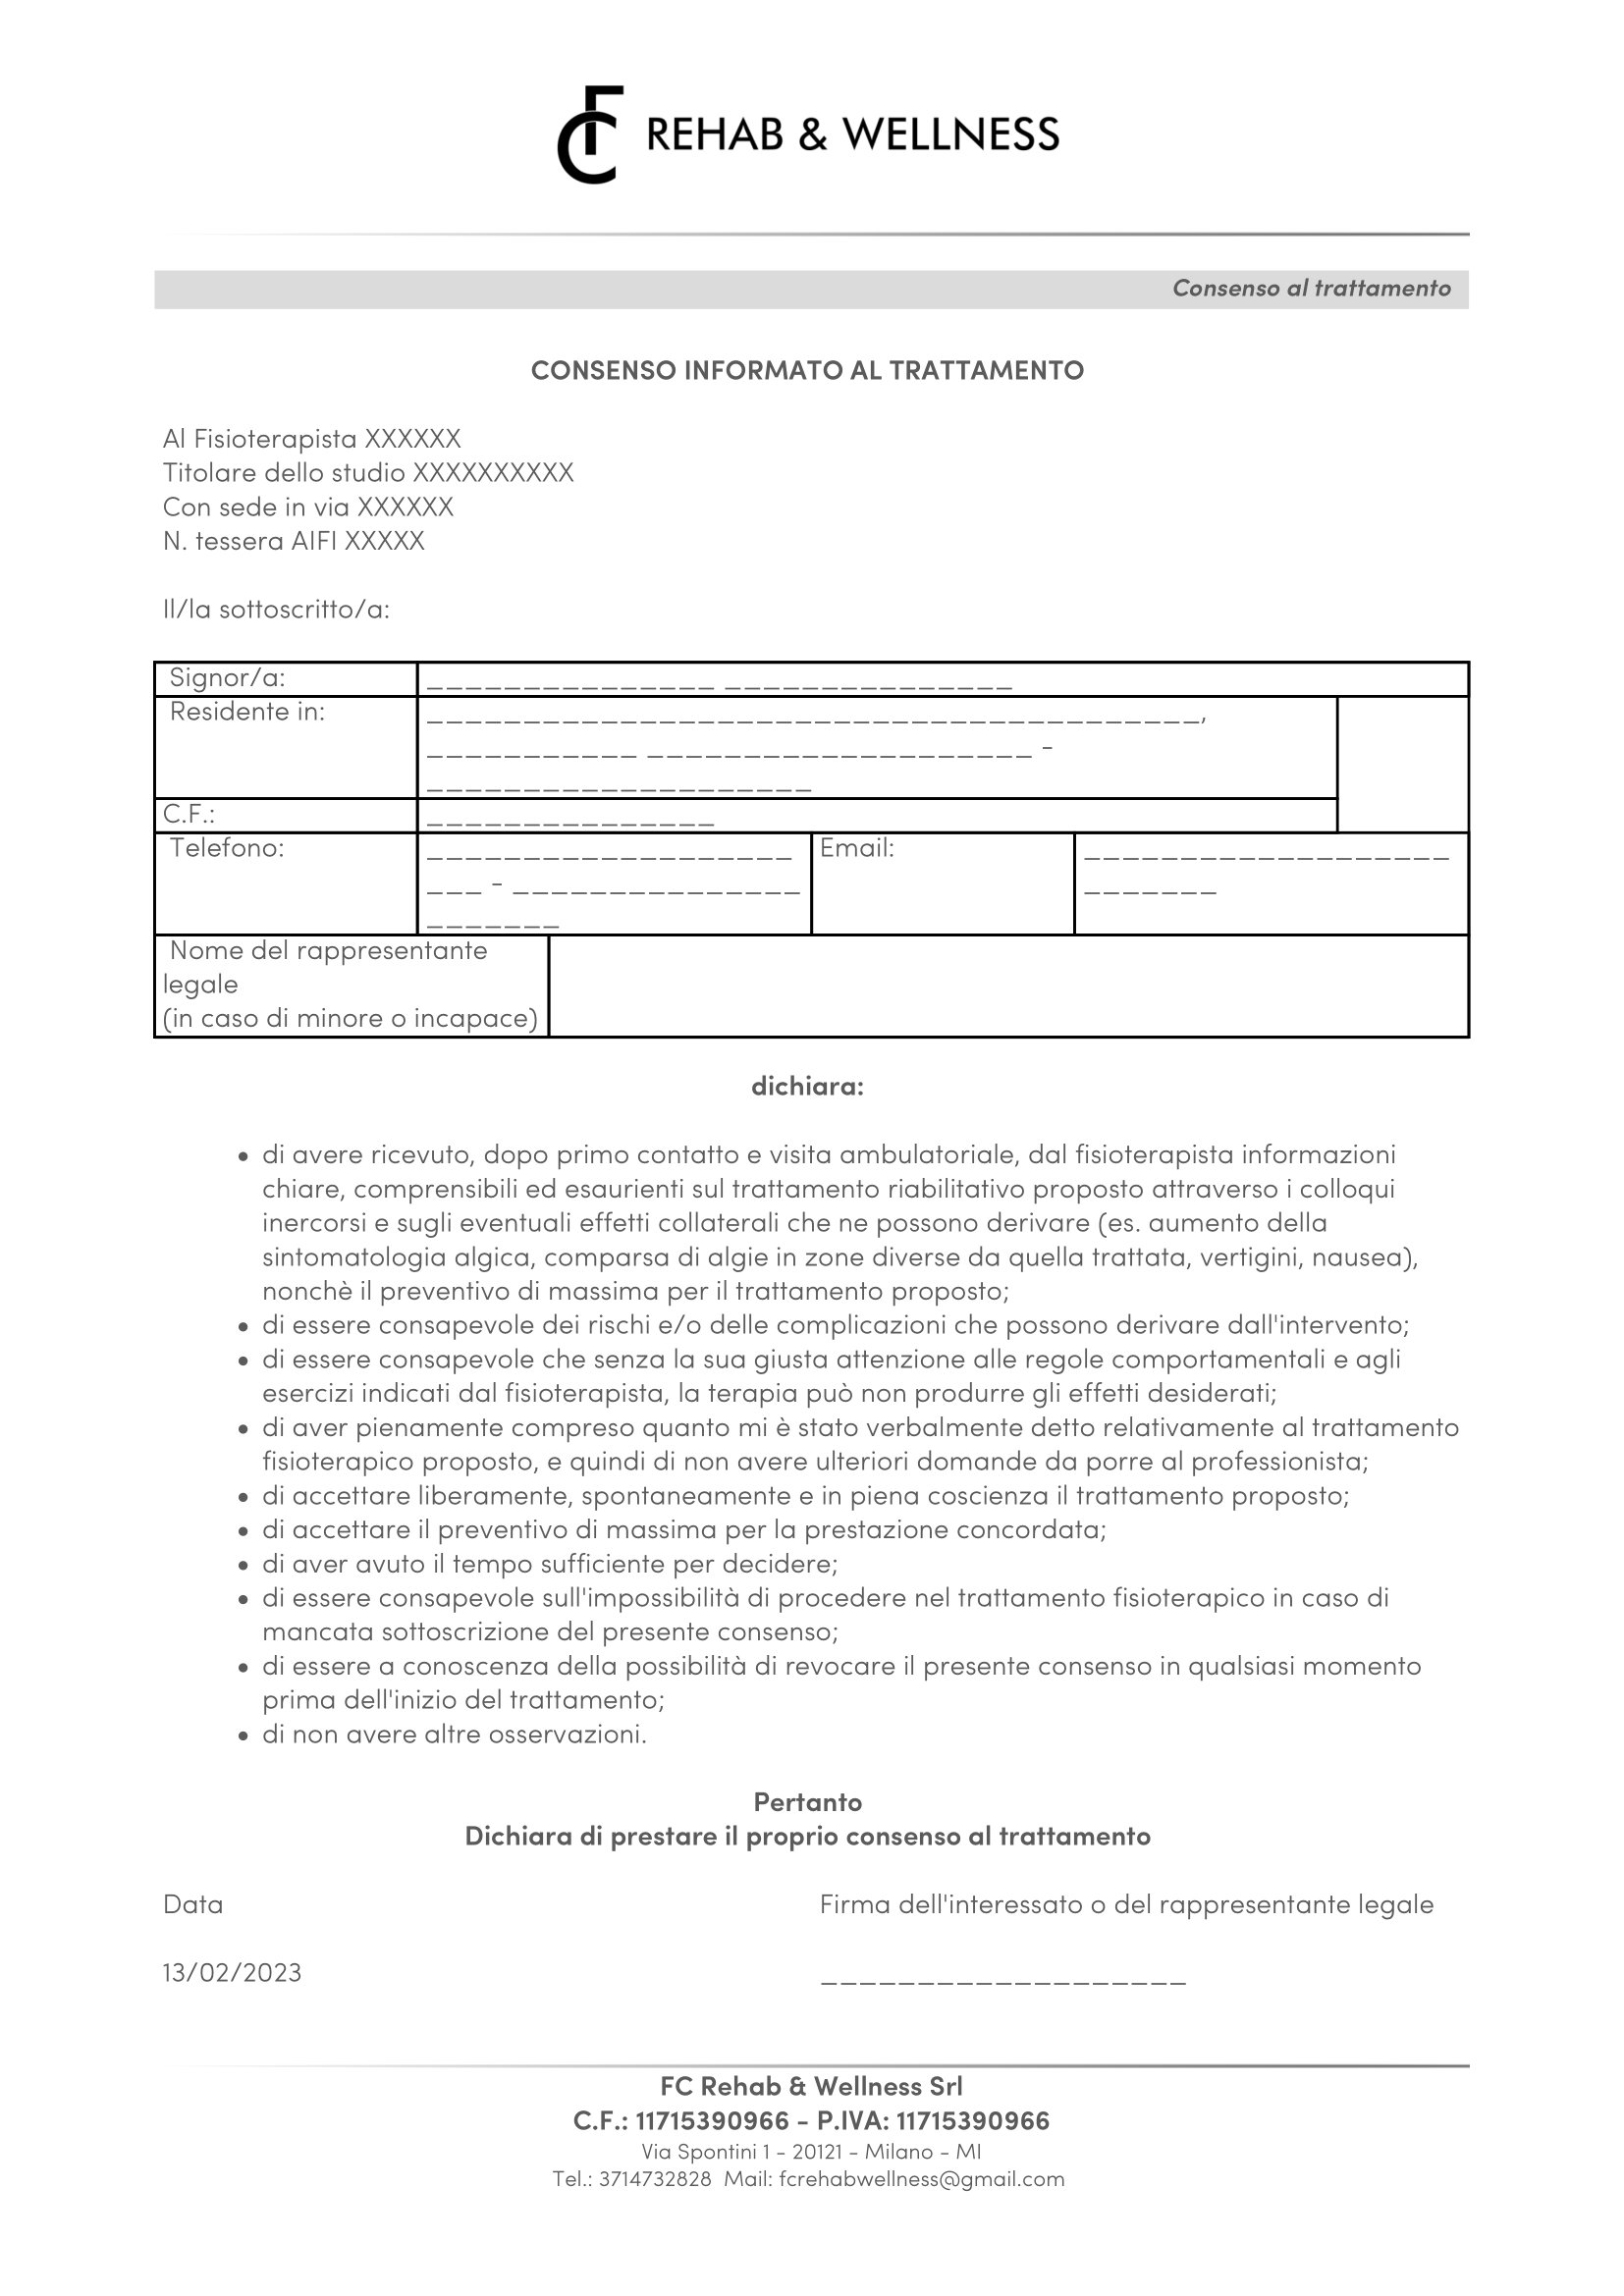 FC REHAB & WELLNESS
Consenso al trattamento
CONSENSO INFORMATO AL TRATTAMENTO
Al Fisioterapista XXXXXX
Titolare dello studio XXXXXXXXXX
Con sede in via XXXXXX
N. tessera AIFI XXXXX
Il/la sottoscritto/a:
Signor/a: _______________ _______________
Residente in: ________________________________________,
___________ ____________________ -
____________________
C.F.: _______________
Telefono: ___________________ Email: ___________________
___ - _______________ _______
_______
Nome del rappresentante
legale
(in caso di minore o incapace)
dichiara:
• di avere ricevuto, dopo primo contatto e visita ambulatoriale, dal fisioterapista informazioni
chiare, comprensibili ed esaurienti sul trattamento riabilitativo proposto attraverso i colloqui
inercorsi e sugli eventuali effetti collaterali che ne possono derivare (es. aumento della
sintomatologia algica, comparsa di algie in zone diverse da quella trattata, vertigini, nausea),
nonchè il preventivo di massima per il trattamento proposto;
• di essere consapevole dei rischi e/o delle complicazioni che possono derivare dall'intervento;
• di essere consapevole che senza la sua giusta attenzione alle regole comportamentali e agli
esercizi indicati dal fisioterapista, la terapia può non produrre gli effetti desiderati;
• di aver pienamente compreso quanto mi è stato verbalmente detto relativamente al trattamento
fisioterapico proposto, e quindi di non avere ulteriori domande da porre al professionista;
• di accettare liberamente, spontaneamente e in piena coscienza il trattamento proposto;
• di accettare il preventivo di massima per la prestazione concordata;
• di aver avuto il tempo sufficiente per decidere;
• di essere consapevole sull'impossibilità di procedere nel trattamento fisioterapico in caso di
mancata sottoscrizione del presente consenso;
• di essere a conoscenza della possibilità di revocare il presente consenso in qualsiasi momento
prima dell'inizio del trattamento;
• di non avere altre osservazioni.
Pertanto
Dichiara di prestare il proprio consenso al trattamento
Data Firma dell'interessato o del rappresentante legale
13/02/2023 ___________________
FC Rehab & Wellness Srl
C.F.: 11715390966 - P.IVA: 11715390966
Via Spontini 1 - 20121 - Milano - MI
Tel.: 3714732828 Mail: fcrehabwellness@gmail.com